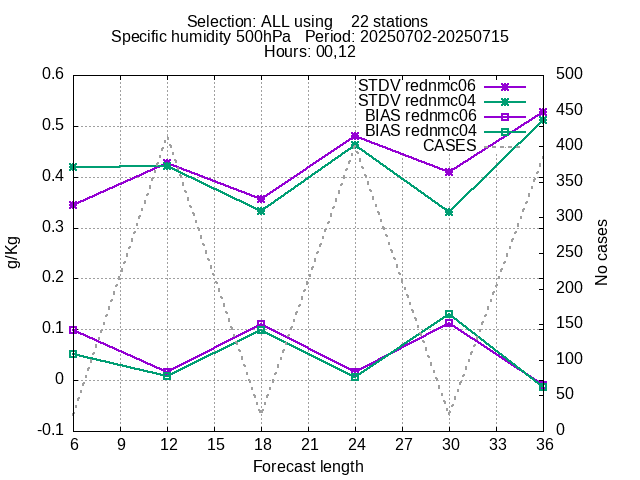 Selection: ALL using    22 stations
Specific humidity 500hPa   Period: 20250702-20250715
Hours: 00,12
STDV rednmc06
STDV rednmc04
BIAS rednmc06
BIAS rednmc04
CASES
g/Kg
0.6
0.5
0.4
0.3
0.2
0.1
0
-0.1
No cases
500
450
400
350
300
250
200
150
100
50
0
6 9 12 15 18 21 24 27 30 33 36
Forecast length